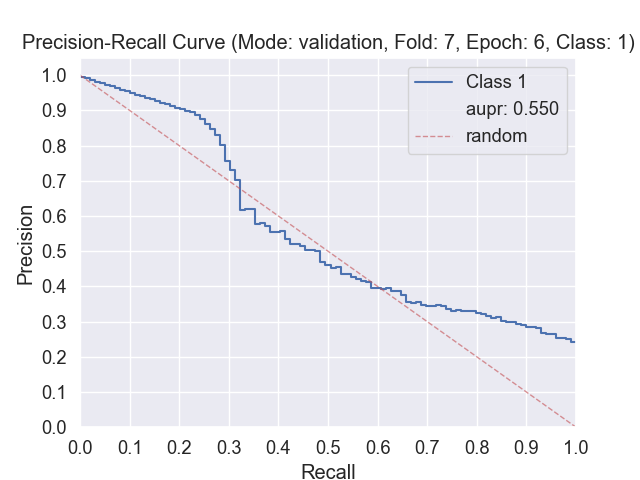 Precision-Recall Curve (Mode: validation, Fold: 7, Epoch: 6, Class: 1)
Class 1
aupr: 0.550
random
Precision
1.0
0.9
0.8
0.7
0.6
0.5
0.4
0.3
0.2
0.1
0.0
0.0 0.1 0.2 0.3 0.4 0.5 0.6 0.7 0.8 0.9 1.0
Recall